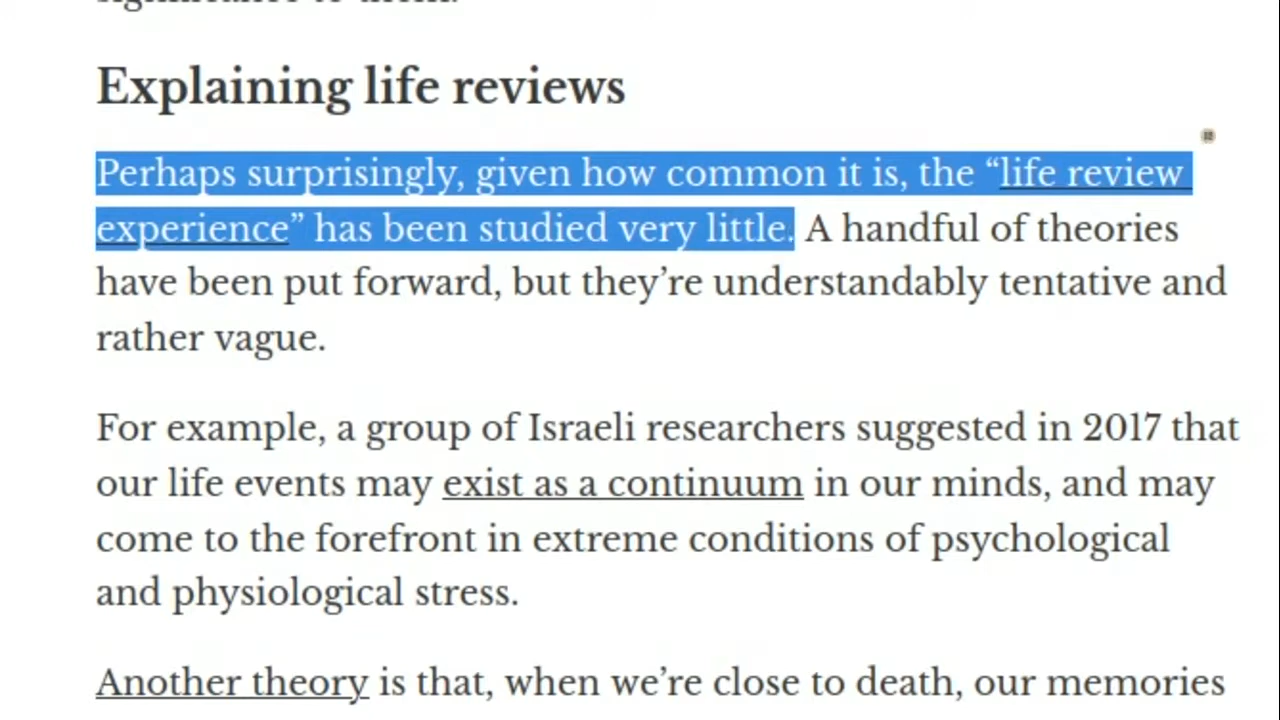 significance to them.
Explaining life reviews
Perhaps surprisingly, given how common it is, the “life review
experience” has been studied very little. A handful of theories
have been put forward, but they’re understandably tentative and
rather vague.
For example, a group of Israeli researchers suggested in 2017 that
our life events may exist as a continuum in our minds, and may
come to the forefront in extreme conditions of psychological
and physiological stress.
Another theory is that, when we’re close to death, our memories